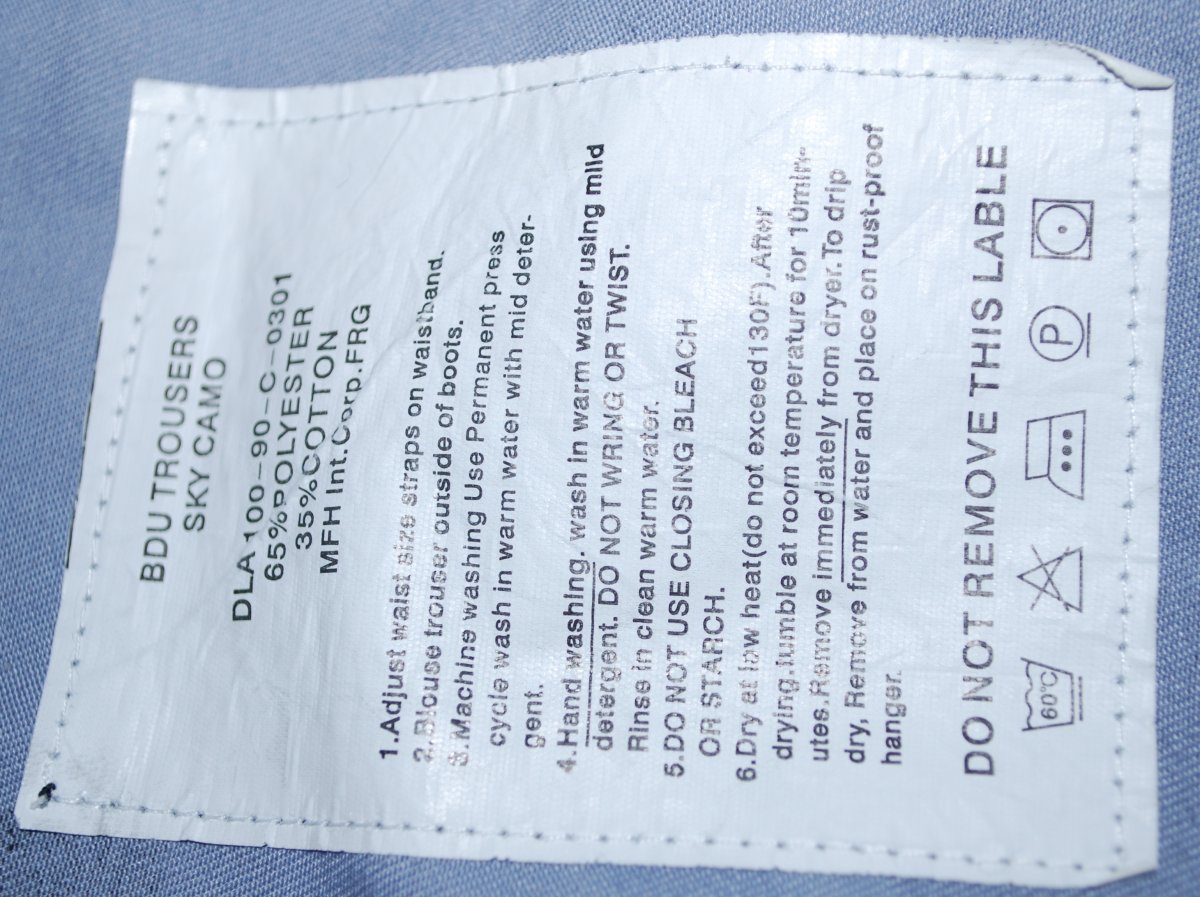 BDU TROUSERS
SKY CAMO
DLA 100-90-C-0301
65%POLYESTER
35%COTTON
MFH Int.Corp.FRG
1.Adjust waist size straps on waistband.
2.Blouse trouser outside of boots.
3.Machine washing Use Permanent press
cycle wash in warm water with mid deter-
gent.
4.Hand washing. wash in warm water using mild
detergent. DO NOT WRING OR TWIST.
Rinse in clean warm water.
5.DO NOT USE CLOSING BLEACH
OR STARCH.
6.Dry at low heat(do not exceed130F).After
drying.tumble at room temperature for 10min-
utes.Remove immediately from dryer.To drip
dry, Remove from water and place on rust-proof
hanger.
DO NOT REMOVE THIS LABLE
60°C P